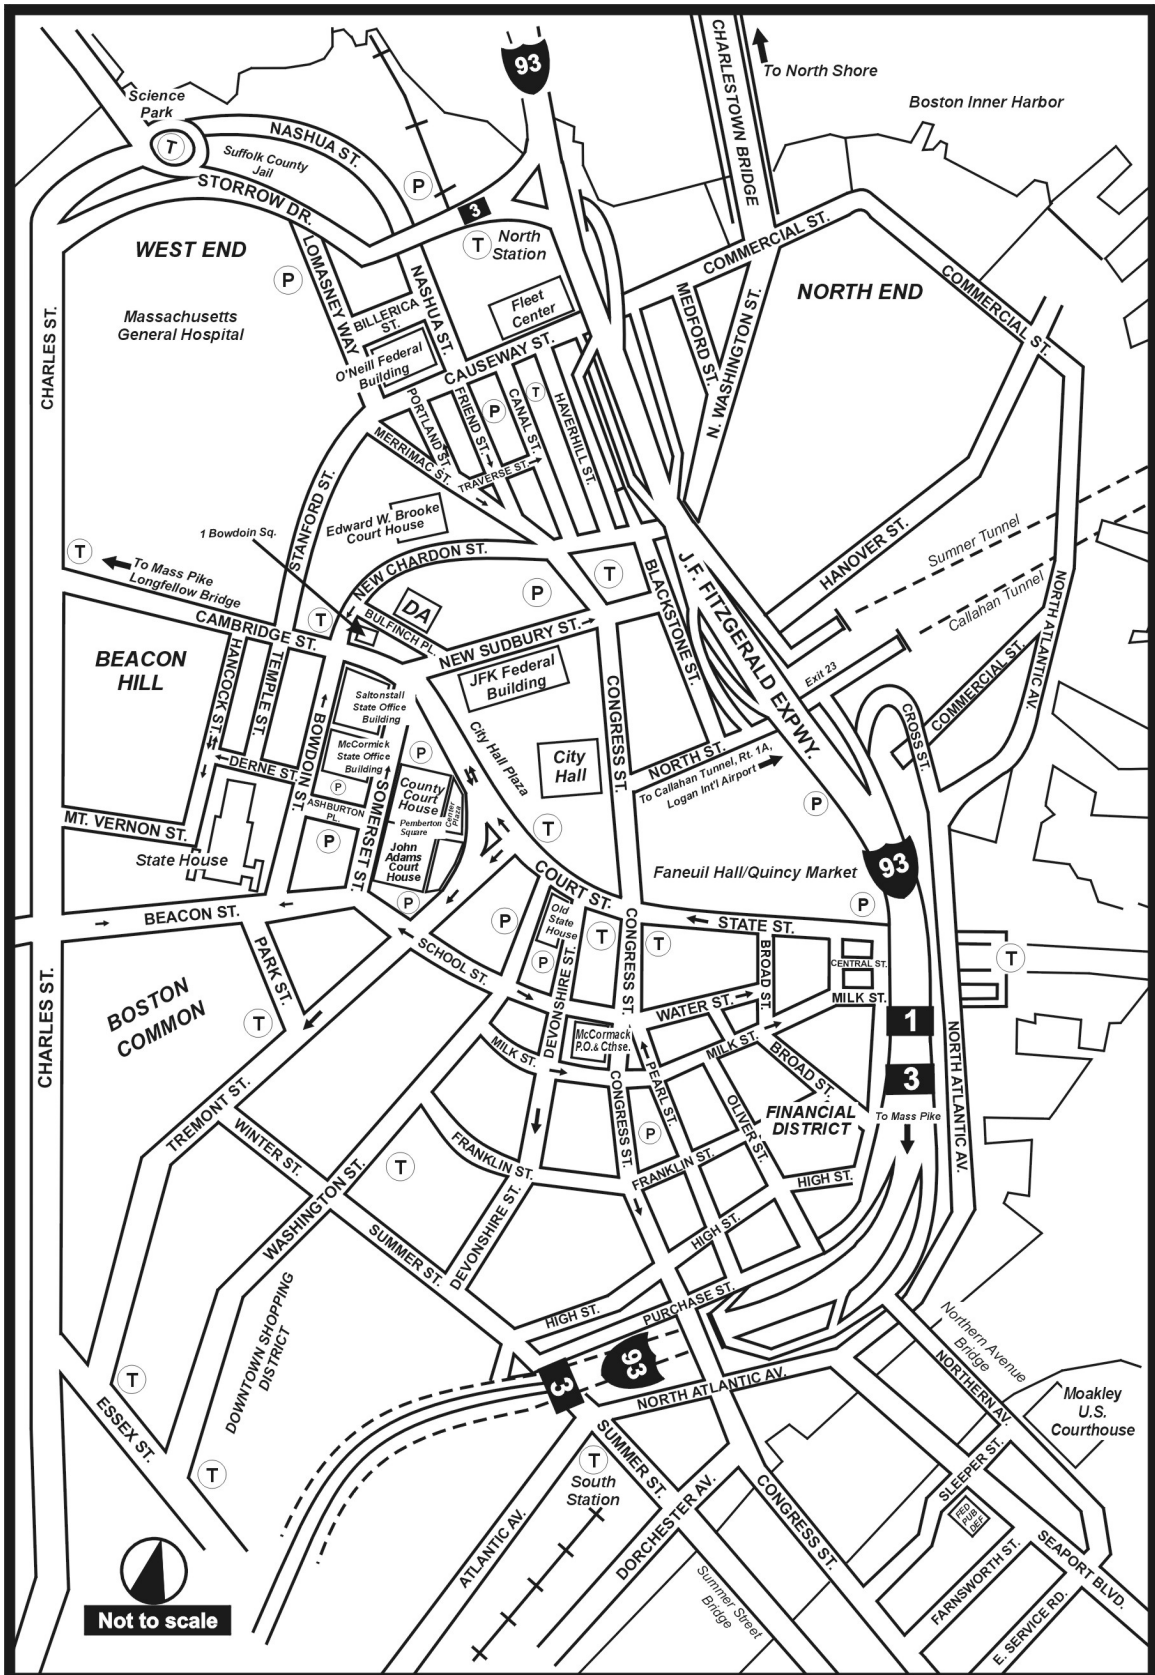 93
CHARLESTOWN BRIDGE
To North Shore
Boston Inner Harbor
Science
Park
T
NASHUA ST.
Suffolk County
Jail
P
STORROW DR.
3
T
North
Station
COMMERCIAL ST.
WEST END
LOMASNEY WAY
P
NASHUA ST.
COMMERCIAL ST.
MEDFORD ST.
NORTH END
Massachusetts
General Hospital
BILLERICA
ST.
Fleet
Center
N. WASHINGTON ST.
CHARLES ST.
O'Neill Federal
Building
CAUSEWAY ST.
PORTLAND ST.
FRIEND ST.
P
CANAL ST.
T
HAVERHILL ST.
MERRIMAC ST.
TRAVERSE ST.
STANFORD ST.
Edward W. Brooke
Court House
1 Bowdoin Sq.
HANOVER ST.
Sumner Tunnel
T
To Mass Pike
Longfellow Bridge
NEW CHARDON ST.
T
BLACKSTONE ST.
J.F. FITZGERALD EXPWY.
Callahan Tunnel
NORTH ATLANTIC AV.
P
DA
BULFINCH PL.
T
CAMBRIDGE ST.
NEW SUDBURY ST.
BEACON
HILL
HANCOCK ST.
TEMPLE ST.
JFK Federal
Building
Exit 23
COMMERCIAL ST.
CONGRESS ST.
CROSS ST.
Saltonstall
State Office
Building
BOWDOIN ST.
City Hall Plaza
McCormick
State Office
Building
P
City
Hall
NORTH ST.
To Callahan Tunnel, Rt. 1A,
Logan Int'l Airport
DERNE ST.
P
SOMERSET ST.
County
Court
House
Center
Plaza
ASHBURTON
PL.
Pemberton
Square
P
MT. VERNON ST.
P
T
State House
John
Adams
Court
House
COURT ST.
Faneuil Hall/Quincy Market
93
P
P
BEACON ST.
P
Old
State
House
STATE ST.
CONGRESS ST.
T
T
SCHOOL ST.
PARK ST.
P
DEVONSHIRE ST.
BROAD ST.
CENTRAL ST.
T
BOSTON
COMMON
CHARLES ST.
T
WATER ST.
MILK ST.
1
McCormack
P.O.& Cthse.
MILK ST.
MILK ST.
BROAD ST.
3
NORTH ATLANTIC AV.
CONGRESS ST.
PEARL ST.
OLIVER ST.
FINANCIAL
DISTRICT
To Mass Pike
TREMONT ST.
WINTER ST.
P
FRANKLIN ST.
FRANKLIN ST.
T
WASHINGTON ST.
HIGH ST.
DEVONSHIRE ST.
SUMMER ST.
HIGH ST.
HIGH ST.
PURCHASE ST.
DOWNTOWN SHOPPING
DISTRICT
Northern Avenue
Bridge
93
3
NORTH ATLANTIC AV.
NORTHERN AV.
T
Moakley
U.S.
Courthouse
ESSEX ST.
SUMMER ST.
T
South
Station
T
SLEEPER ST.
DORCHESTER AV.
CONGRESS ST.
FED
PUB
DEF
ATLANTIC AV.
SEAPORT BLVD.
FARNSWORTH ST.
Summer Street
Bridge
E. SERVICE RD.
Not to scale